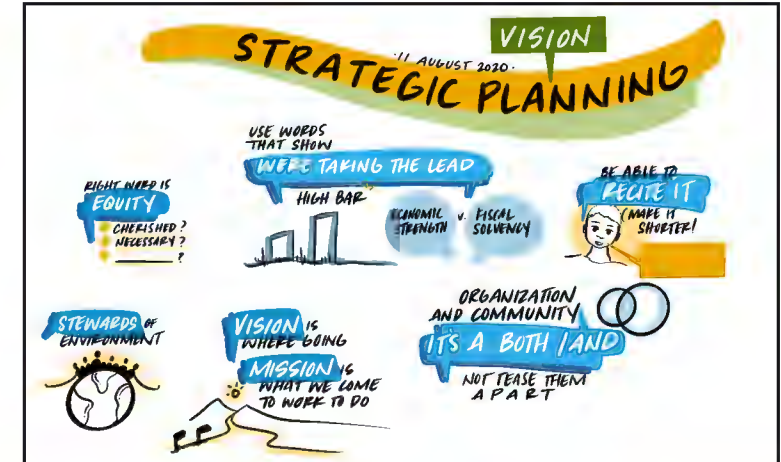 VISION
·11 AUGUST 2020·
STRATEGIC PLANNING
USE WORDS
THAT SHOW
WE'RE TAKING THE LEAD
HIGH BAR
ECONOMIC
STRENGTH
V.
FISCAL
SOLVENCY
RIGHT WORD IS
EQUITY
CHERISHED?
NECESSARY?
______?
BE ABLE TO
RECITE IT
(MAKE IT
SHORTER!
STEWARDS OF
ENVIRONMENT
VISION IS
WHERE GOING
MISSION IS
WHAT WE COME
TO WORK TO DO
ORGANIZATION
AND COMMUNITY
IT'S A BOTH/AND
NOT TEASE THEM
APART